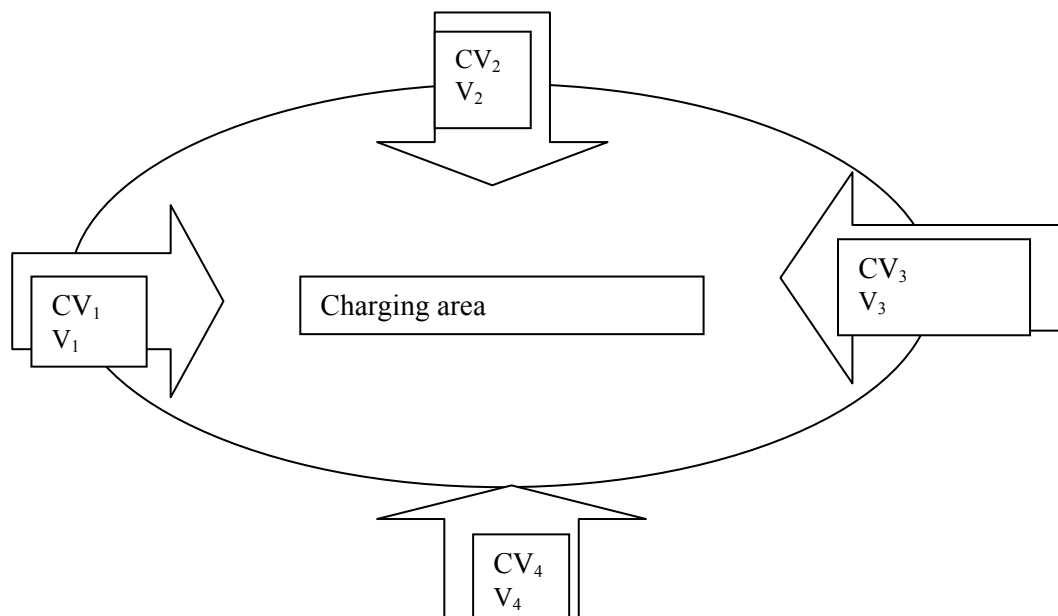 CV₂
V₂
CV₁
V₁
Charging area
CV₃
V₃
CV₄
V₄